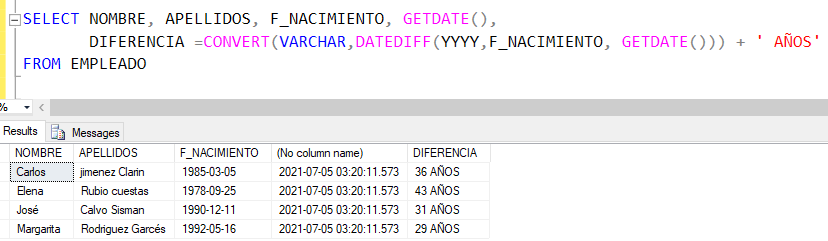 SELECT NOMBRE, APELLIDOS, F_NACIMIENTO, GETDATE(),
DIFERENCIA =CONVERT(VARCHAR,DATEDIFF(YYYY,F_NACIMIENTO, GETDATE())) + ' AÑOS'
FROM EMPLEADO
%
Results Messages
NOMBRE APELLIDOS F_NACIMIENTO (No column name) DIFERENCIA
Carlos jimenez Clarin 1985-03-05 2021-07-05 03:20:11.573 36 AÑOS
Elena Rubio cuestas 1978-09-25 2021-07-05 03:20:11.573 43 AÑOS
José Calvo Sisman 1990-12-11 2021-07-05 03:20:11.573 31 AÑOS
Margarita Rodriguez Garcés 1992-05-16 2021-07-05 03:20:11.573 29 AÑOS